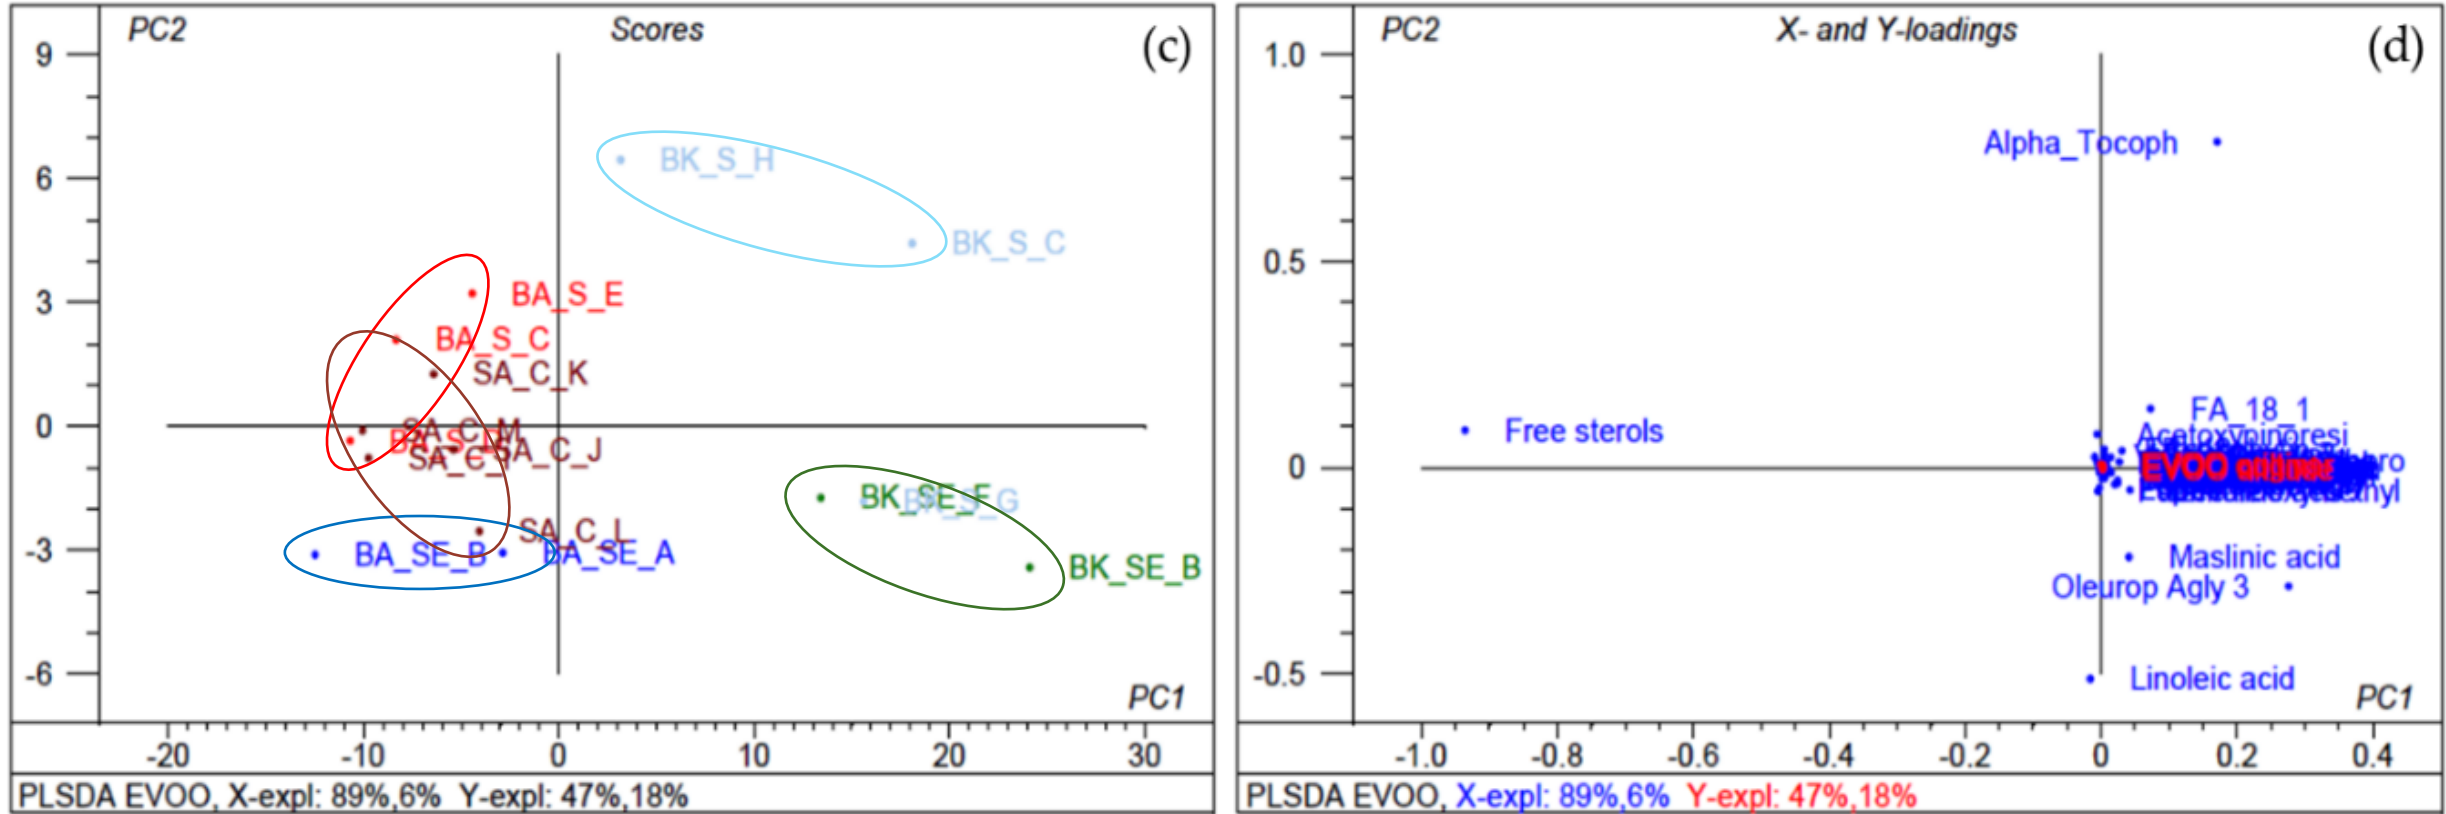 PC2
Scores
(c)
9
6
3
0
-3
-6
BK_S_H
BK_S_C
BA_S_E
BA_S_C
SA_C_K
SA_C_M
SA_C_J
SA_C_L
BA_SE_B
BA_SE_A
BK_S_G
BK_SE_B
PC1
-20 -10 0 10 20 30
PLSDA EVOO, X-expl: 89%,6% Y-expl: 47%,18%
PC2
X- and Y-loadings
(d)
1.0
0.5
0
-0.5
Alpha_Tocoph
Free sterols
FA_18_1
Acetoxypinoresi
EVOO
Maslinic acid
Oleurop Agly 3
Linoleic acid
PC1
-1.0 -0.8 -0.6 -0.4 -0.2 0 0.2 0.4
PLSDA EVOO, X-expl: 89%,6% Y-expl: 47%,18%